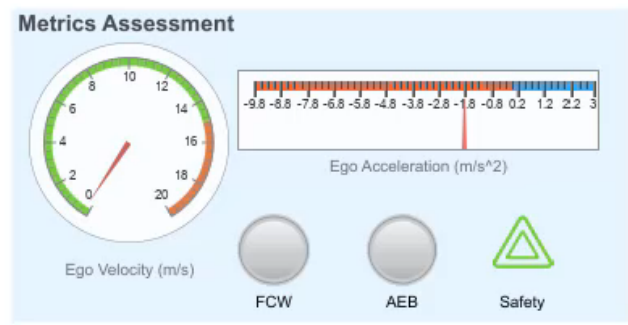 Metrics Assessment
0 2 4 6 8 10 12 14 16 18 20
Ego Velocity (m/s)
-9.8 -8.8 -7.8 -6.8 -5.8 -4.8 -3.8 -2.8 -1.8 -0.8 0.2 1.2 2.2 3
Ego Acceleration (m/s^2)
FCW AEB Safety